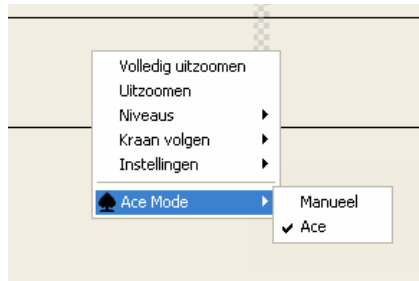 Volledig uitzoomen
Uitzoomen
Niveaus
Kraan volgen
Instellingen
Ace Mode
Manueel
Ace